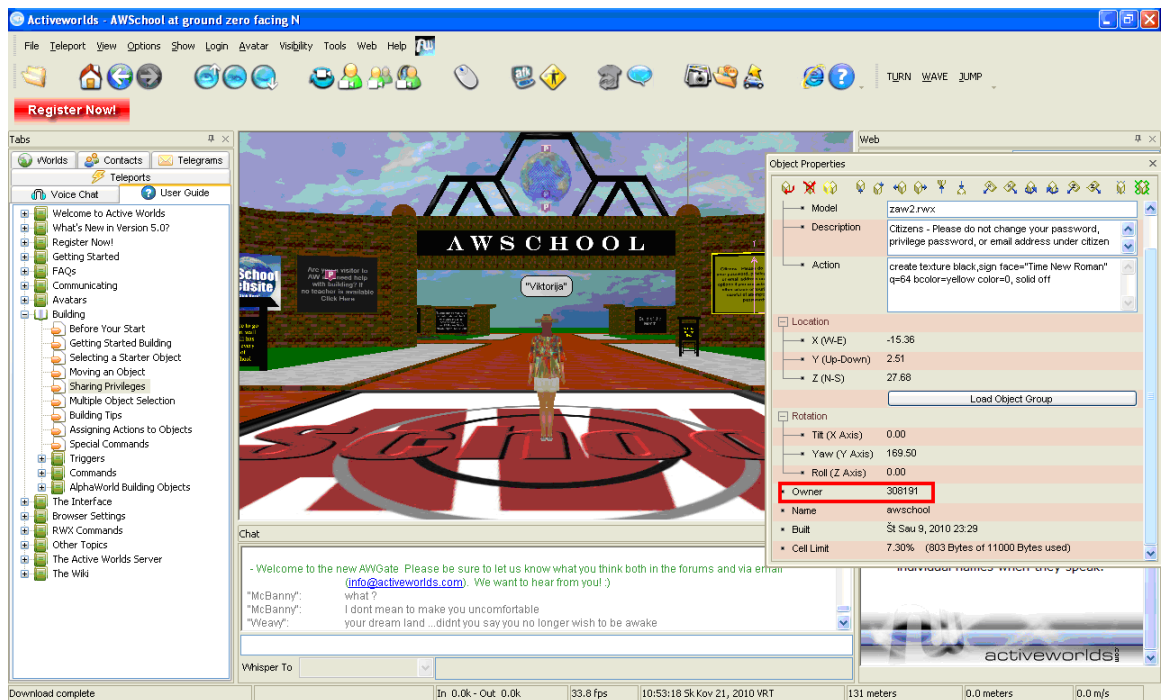 Activeworlds - AWSchool at ground zero facing N
File Teleport View Options Show Login Avatar Visibility Tools Web Help
TURN WAVE JUMP
Register Now!
Tabs
Worlds Contacts Telegrams
Teleports
Voice Chat User Guide
Welcome to Active Worlds
What's New in Version 5.0?
Register Now!
Getting Started
FAQs
Communicating
Avatars
Building
Before Your Start
Getting Started Building
Selecting a Starter Object
Moving an Object
Sharing Privileges
Multiple Object Selection
Building Tips
Assigning Actions to Objects
Special Commands
Triggers
Commands
AlphaWorld Building Objects
The Interface
Browser Settings
RWX Commands
Other Topics
The Active Worlds Server
The Wiki
AWSCHOOL
School
"Viktorija"
School
Web
Object Properties
Model zaw2.rwx
Description Citizens - Please do not change your password,
privilege password, or email address under citizen
Action create texture black,sign face="Time New Roman"
q=64 bcolor=yellow color=0, solid off
Location
X (W-E) -15.36
Y (Up-Down) 2.51
Z (N-S) 27.68
Load Object Group
Rotation
Tilt (X Axis) 0.00
Yaw (Y Axis) 169.50
Roll (Z Axis) 0.00
Owner 308191
Name awschool
Built Št Sau 9, 2010 23:29
Cell Limit 7.30% (803 Bytes of 11000 Bytes used)
individual names when they speak.
activeworlds
Chat
- Welcome to the new AWGate Please be sure to let us know what you think both in the forums and via email
(info@activeworlds.com). We want to hear from you! :)
"McBanny": what ?
"McBanny": I dont mean to make you uncomfortable
"Weavy": your dream land ...didnt you say you no longer wish to be awake
Whisper To
Download complete In 0.0k - Out 0.0k 33.8 fps 10:53:18 Sk Kov 21, 2010 VRT 131 meters 0.0 meters 0.0 m/s